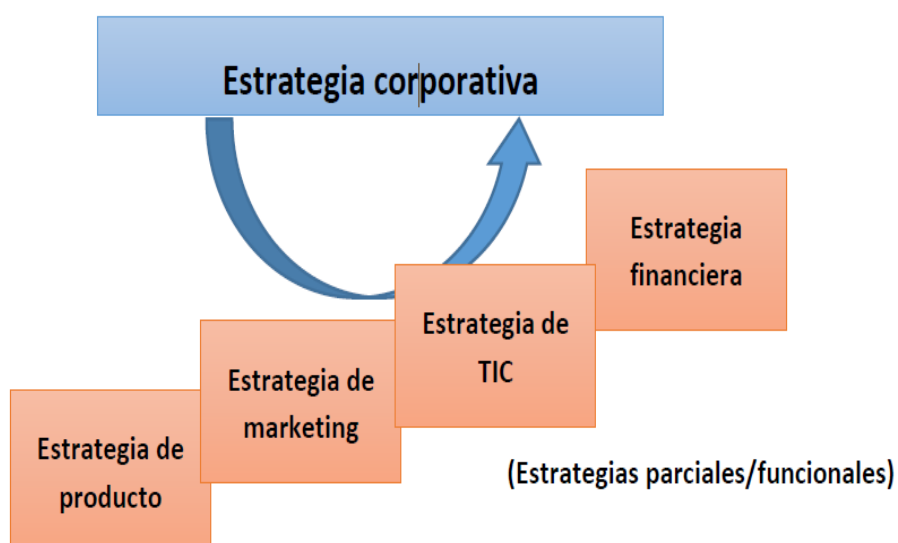 Estrategia corporativa
Estrategia
financiera
Estrategia de
TIC
Estrategia de
marketing
Estrategia de
producto
(Estrategias parciales/funcionales)